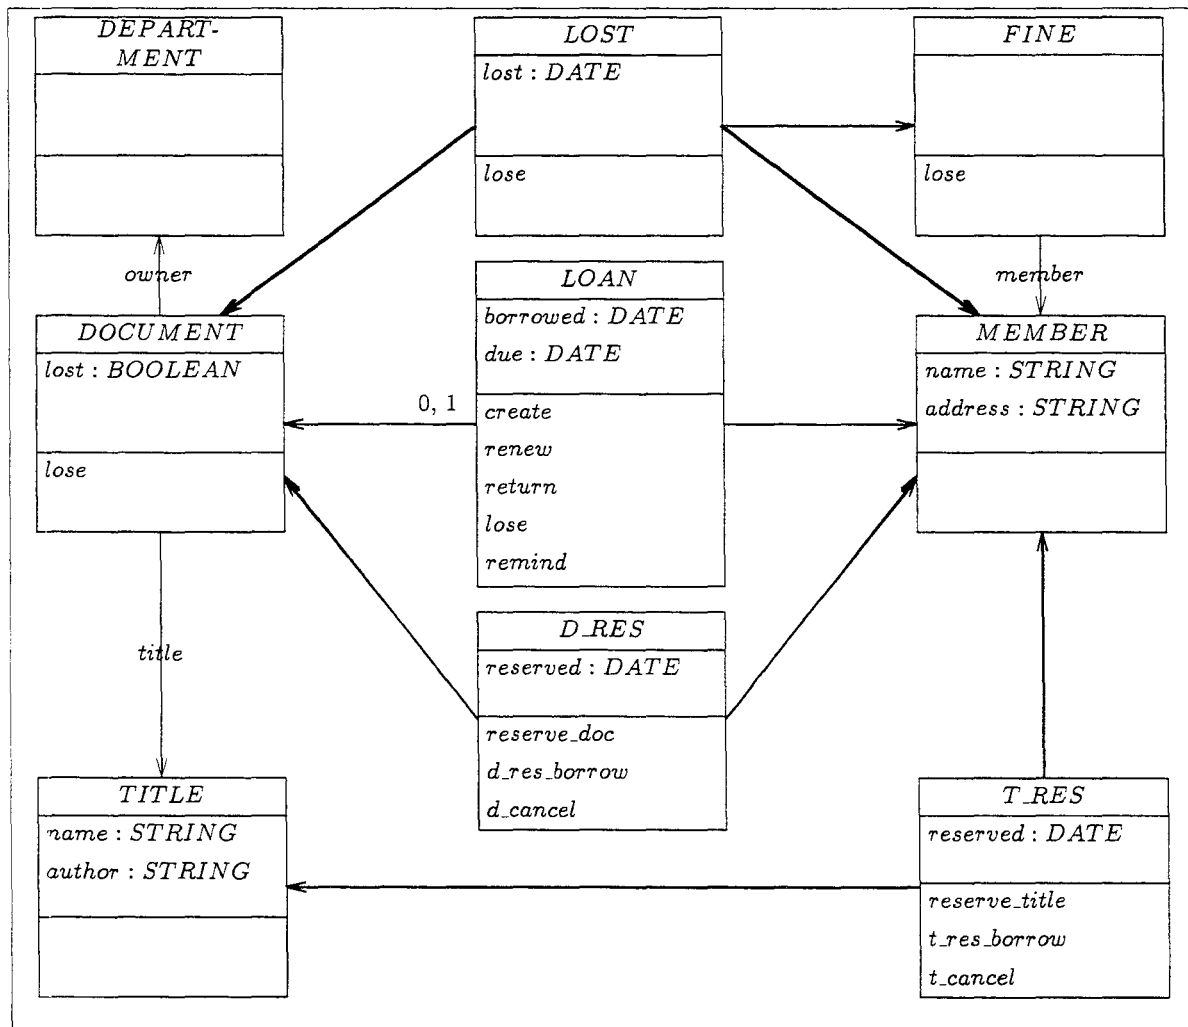 DEPART-
MENT
LOST
lost : DATE
lose
FINE
lose
owner
member
DOCUMENT
lost : BOOLEAN
lose
LOAN
borrowed : DATE
due : DATE
create
renew
return
lose
remind
0, 1
MEMBER
name : STRING
address : STRING
title
D_RES
reserved : DATE
reserve_doc
d_res_borrow
d_cancel
TITLE
name : STRING
author : STRING
T_RES
reserved : DATE
reserve_title
t_res_borrow
t_cancel